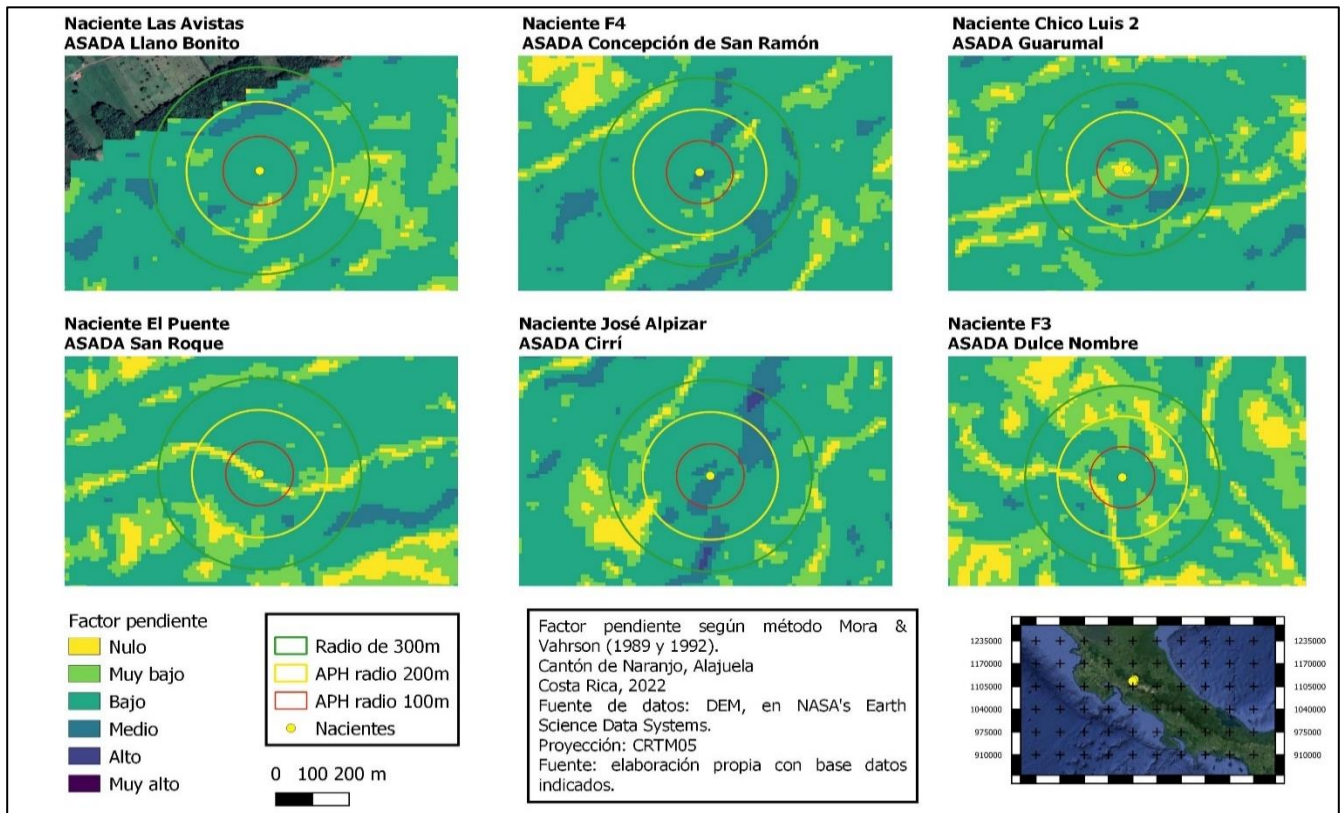 Naciente Las Avistas
ASADA Llano Bonito
Naciente F4
ASADA Concepción de San Ramón
Naciente Chico Luis 2
ASADA Guarumal
Naciente El Puente
ASADA San Roque
Naciente José Alpizar
ASADA Cirrí
Naciente F3
ASADA Dulce Nombre
Factor pendiente
Nulo
Muy bajo
Bajo
Medio
Alto
Muy alto
Radio de 300m
APH radio 200m
APH radio 100m
Nacientes
0 100 200 m
Factor pendiente según método Mora &
Vahrson (1989 y 1992).
Cantón de Naranjo, Alajuela
Costa Rica, 2022
Fuente de datos: DEM, en NASA's Earth
Science Data Systems.
Proyección: CRTM05
Fuente: elaboración propia con base datos
indicados.
1235000 1235000
1170000 1170000
1105000 1105000
1040000 1040000
975000 975000
910000 910000